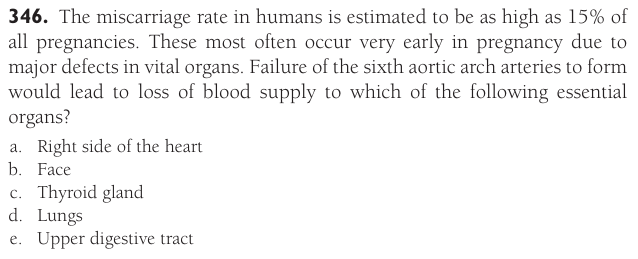 346. The miscarriage rate in humans is estimated to be as high as 15% of
all pregnancies. These most often occur very early in pregnancy due to
major defects in vital organs. Failure of the sixth aortic arch arteries to form
would lead to loss of blood supply to which of the following essential
organs?
a. Right side of the heart
b. Face
c. Thyroid gland
d. Lungs
e. Upper digestive tract